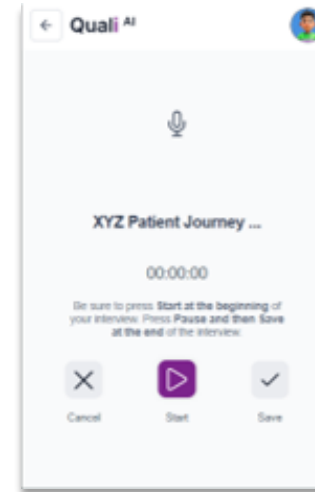 Quali AI
XYZ Patient Journey ...
00:00:00
Be sure to press Start at the beginning of
your interview. Press Pause and then Save
at the end of the interview.
Cancel Start Save